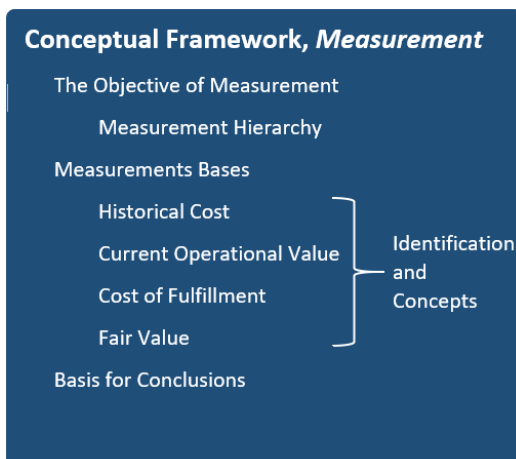 Conceptual Framework, Measurement
The Objective of Measurement
Measurement Hierarchy
Measurements Bases
Historical Cost
Current Operational Value
Cost of Fulfillment
Fair Value
Identification
and
Concepts
Basis for Conclusions